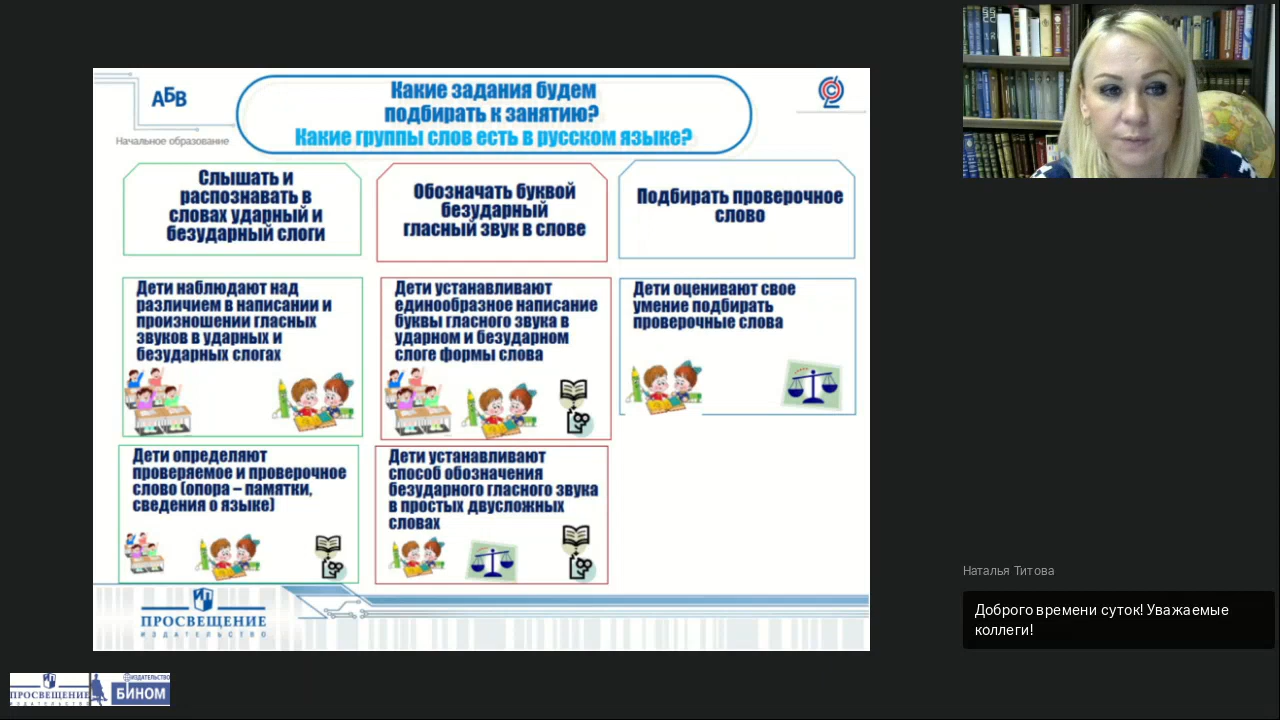 АБВ
Начальное образование
Какие задания будем
подбирать к занятию?
Какие группы слов есть в русском языке?
Слышать и
распознавать в
словах ударный и
безударный слоги
Обозначать буквой
безударный
гласный звук в слове
Подбирать проверочное
слово
Дети наблюдают над
различием в написании и
произношении гласных
звуков в ударных и
безударных слогах
Дети устанавливают
единообразное написание
буквы гласного звука в
ударном и безударном
слоге формы слова
Дети оценивают свое
умение подбирать
проверочные слова
Дети определяют
проверяемое и проверочное
слово (опора – памятки,
сведения о языке)
Дети устанавливают
способ обозначения
безударного гласного звука
в простых двусложных
словах
ПРОСВЕЩЕНИЕ
ИЗДАТЕЛЬСТВО
Наталья Титова
Доброго времени суток! Уважаемые
коллеги!
ПРОСВЕЩЕНИЕ
ИЗДАТЕЛЬСТВО
ИЗДАТЕЛЬСТВО
БИНОМ